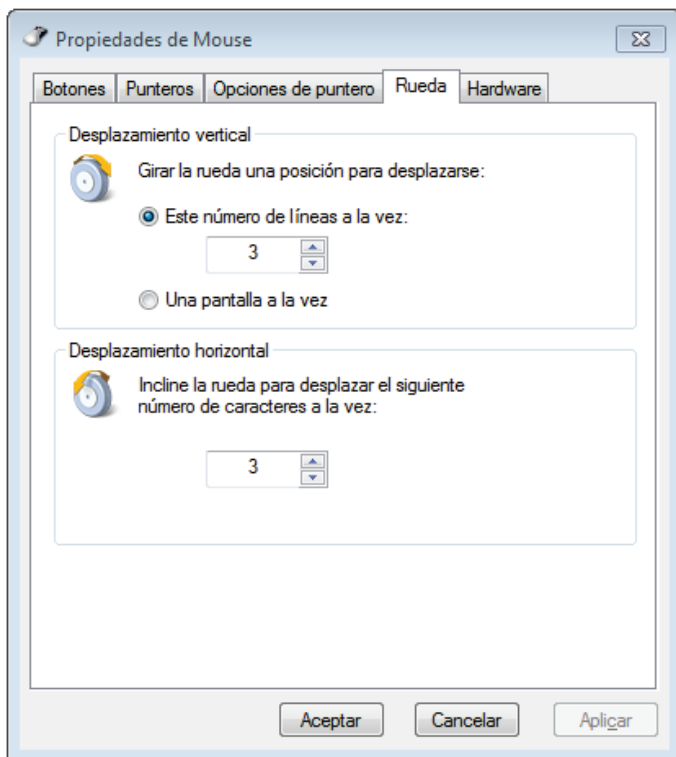 Propiedades de Mouse
Botones Punteros Opciones de puntero Rueda Hardware
Desplazamiento vertical
Girar la rueda una posición para desplazarse:
Este número de líneas a la vez:
3
Una pantalla a la vez
Desplazamiento horizontal
Incline la rueda para desplazar el siguiente
número de caracteres a la vez:
3
Aceptar Cancelar Aplicar